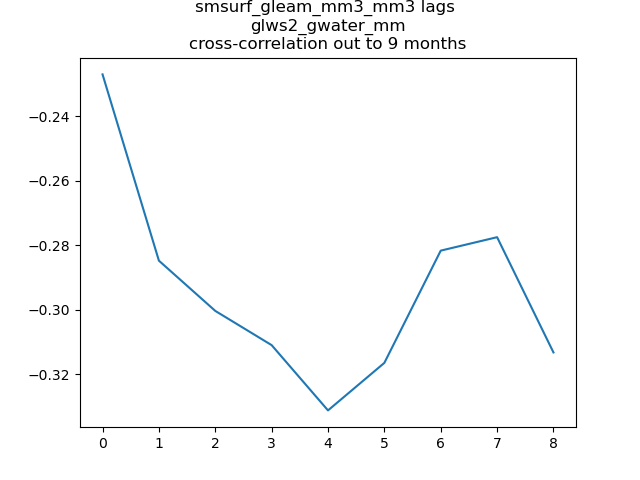 smsurf_gleam_mm3_mm3 lags
glws2_gwater_mm
cross-correlation out to 9 months
−0.24
−0.26
−0.28
−0.30
−0.32
0 1 2 3 4 5 6 7 8